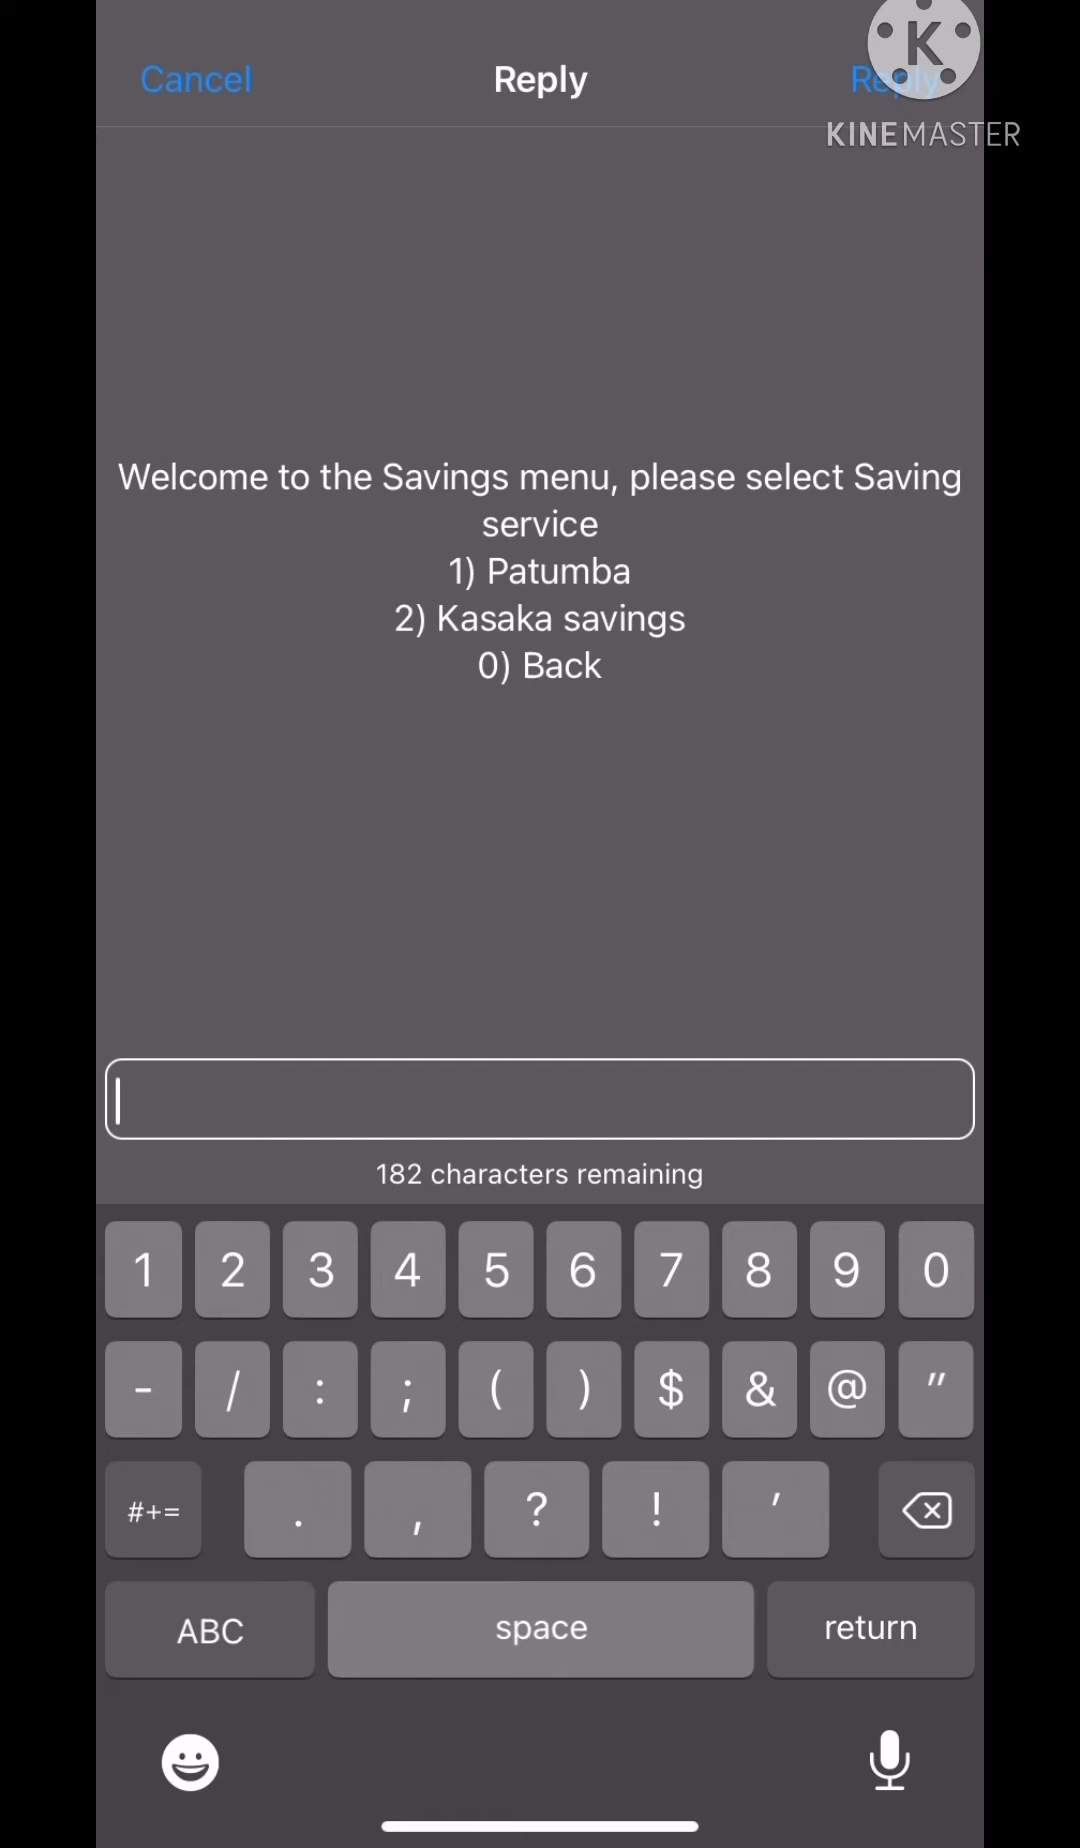 Cancel Reply Reply
K
KINEMASTER
Welcome to the Savings menu, please select Saving
service
1) Patumba
2) Kasaka savings
0) Back
182 characters remaining
1 2 3 4 5 6 7 8 9 0
- / : ; ( ) $ & @ "
#+= . , ? ! '
ABC space return